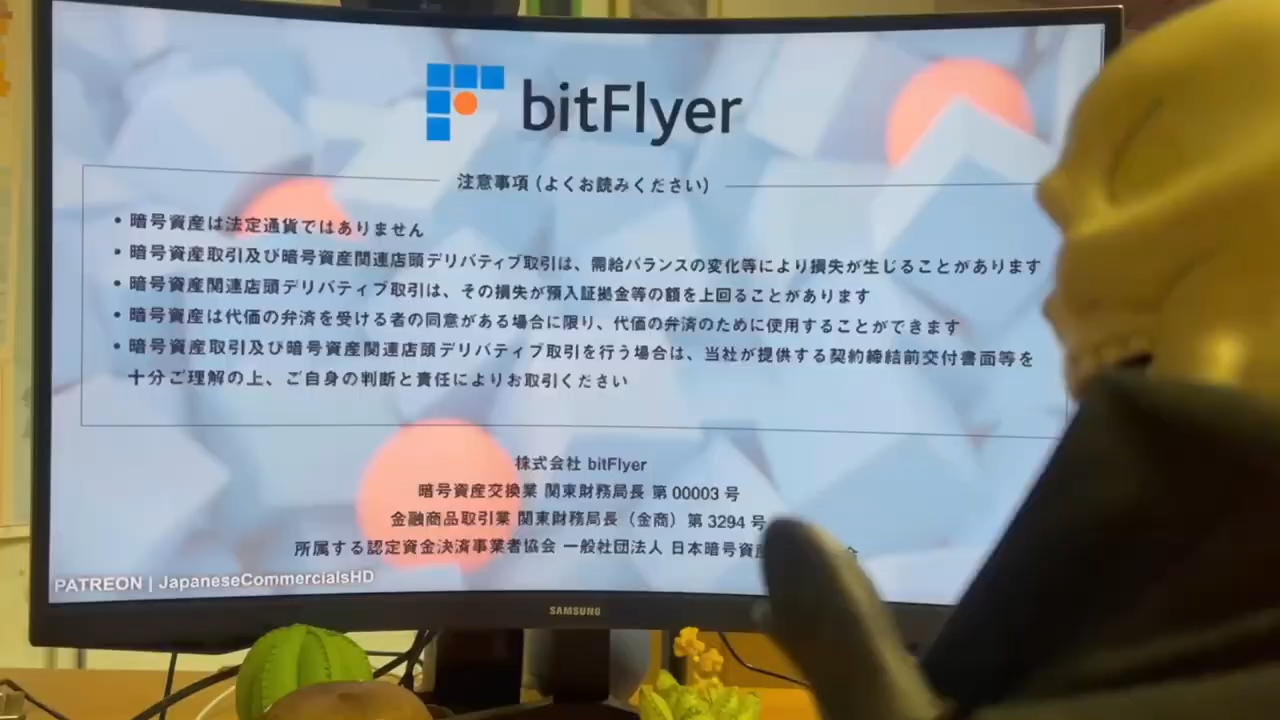 bitFlyer
注意事項 (よくお読みください)
• 暗号資産は法定通貨ではありません
• 暗号資産取引及び暗号資産関連店頭デリバティブ取引は、需給バランスの変化等により損失が生じることがあります
• 暗号資産関連店頭デリバティブ取引は、その損失が預入証拠金等の額を上回ることがあります
• 暗号資産は代価の弁済を受ける者の同意がある場合に限り、代価の弁済のために使用することができます
• 暗号資産取引及び暗号資産関連店頭デリバティブ取引を行う場合は、当社が提供する契約締結前交付書面等を
十分ご理解の上、ご自身の判断と責任によりお取引ください
株式会社 bitFlyer
暗号資産交換業 関東財務局長 第 00003 号
金融商品取引業 関東財務局長（金商）第 3294 号
所属する認定資金決済事業者協会 一般社団法人 日本暗号資
PATREON | JapaneseCommercialsHD
SAMSUNG